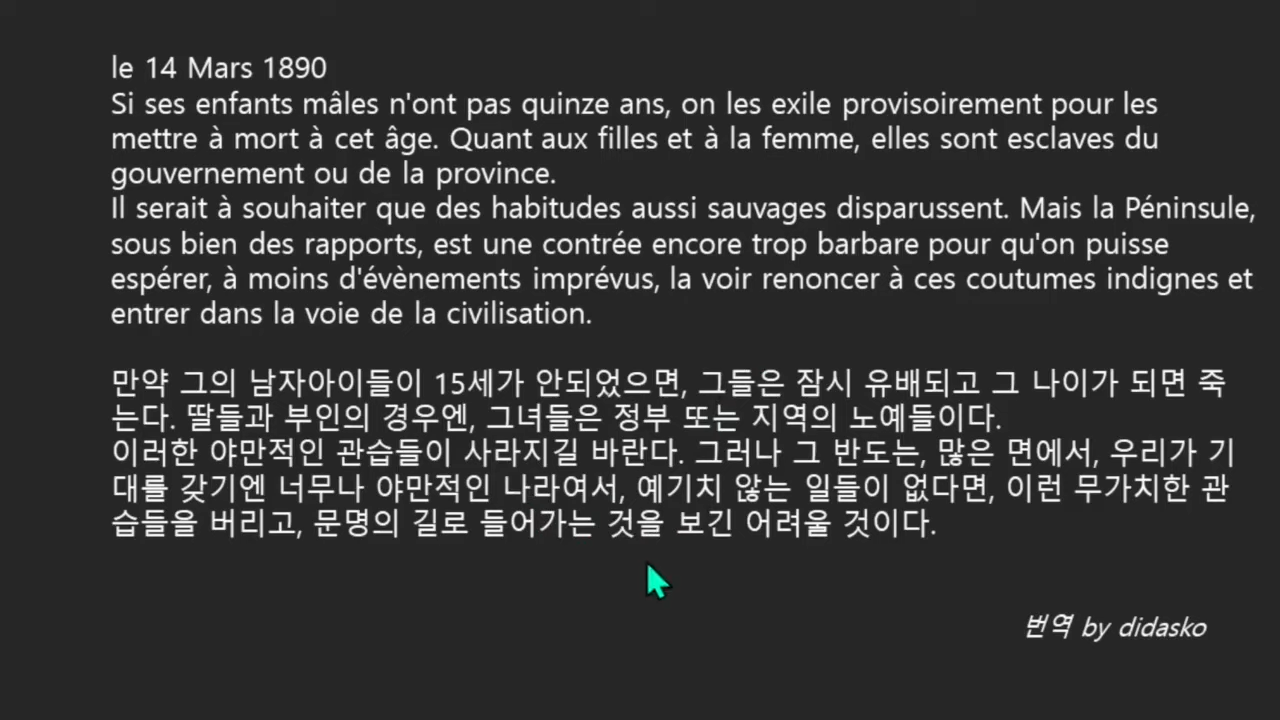 le 14 Mars 1890
Si ses enfants mâles n'ont pas quinze ans, on les exile provisoirement pour les
mettre à mort à cet âge. Quant aux filles et à la femme, elles sont esclaves du
gouvernement ou de la province.
Il serait à souhaiter que des habitudes aussi sauvages disparussent. Mais la Péninsule,
sous bien des rapports, est une contrée encore trop barbare pour qu'on puisse
espérer, à moins d'évènements imprévus, la voir renoncer à ces coutumes indignes et
entrer dans la voie de la civilisation.
만약 그의 남자아이들이 15세가 안되었으면, 그들은 잠시 유배되고 그 나이가 되면 죽
는다. 딸들과 부인의 경우엔, 그녀들은 정부 또는 지역의 노예들이다.
이러한 야만적인 관습들이 사라지길 바란다. 그러나 그 반도는, 많은 면에서, 우리가 기
대를 갖기엔 너무나 야만적인 나라여서, 예기치 않는 일들이 없다면, 이런 무가치한 관
습들을 버리고, 문명의 길로 들어가는 것을 보긴 어려울 것이다.
번역 by didasko